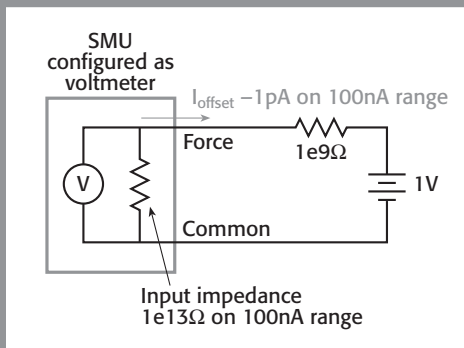 SMU
configured as
voltmeter
Ioffset –1pA on 100nA range
Force
1e9Ω
V
1V
Common
Input impedance
1e13Ω on 100nA range